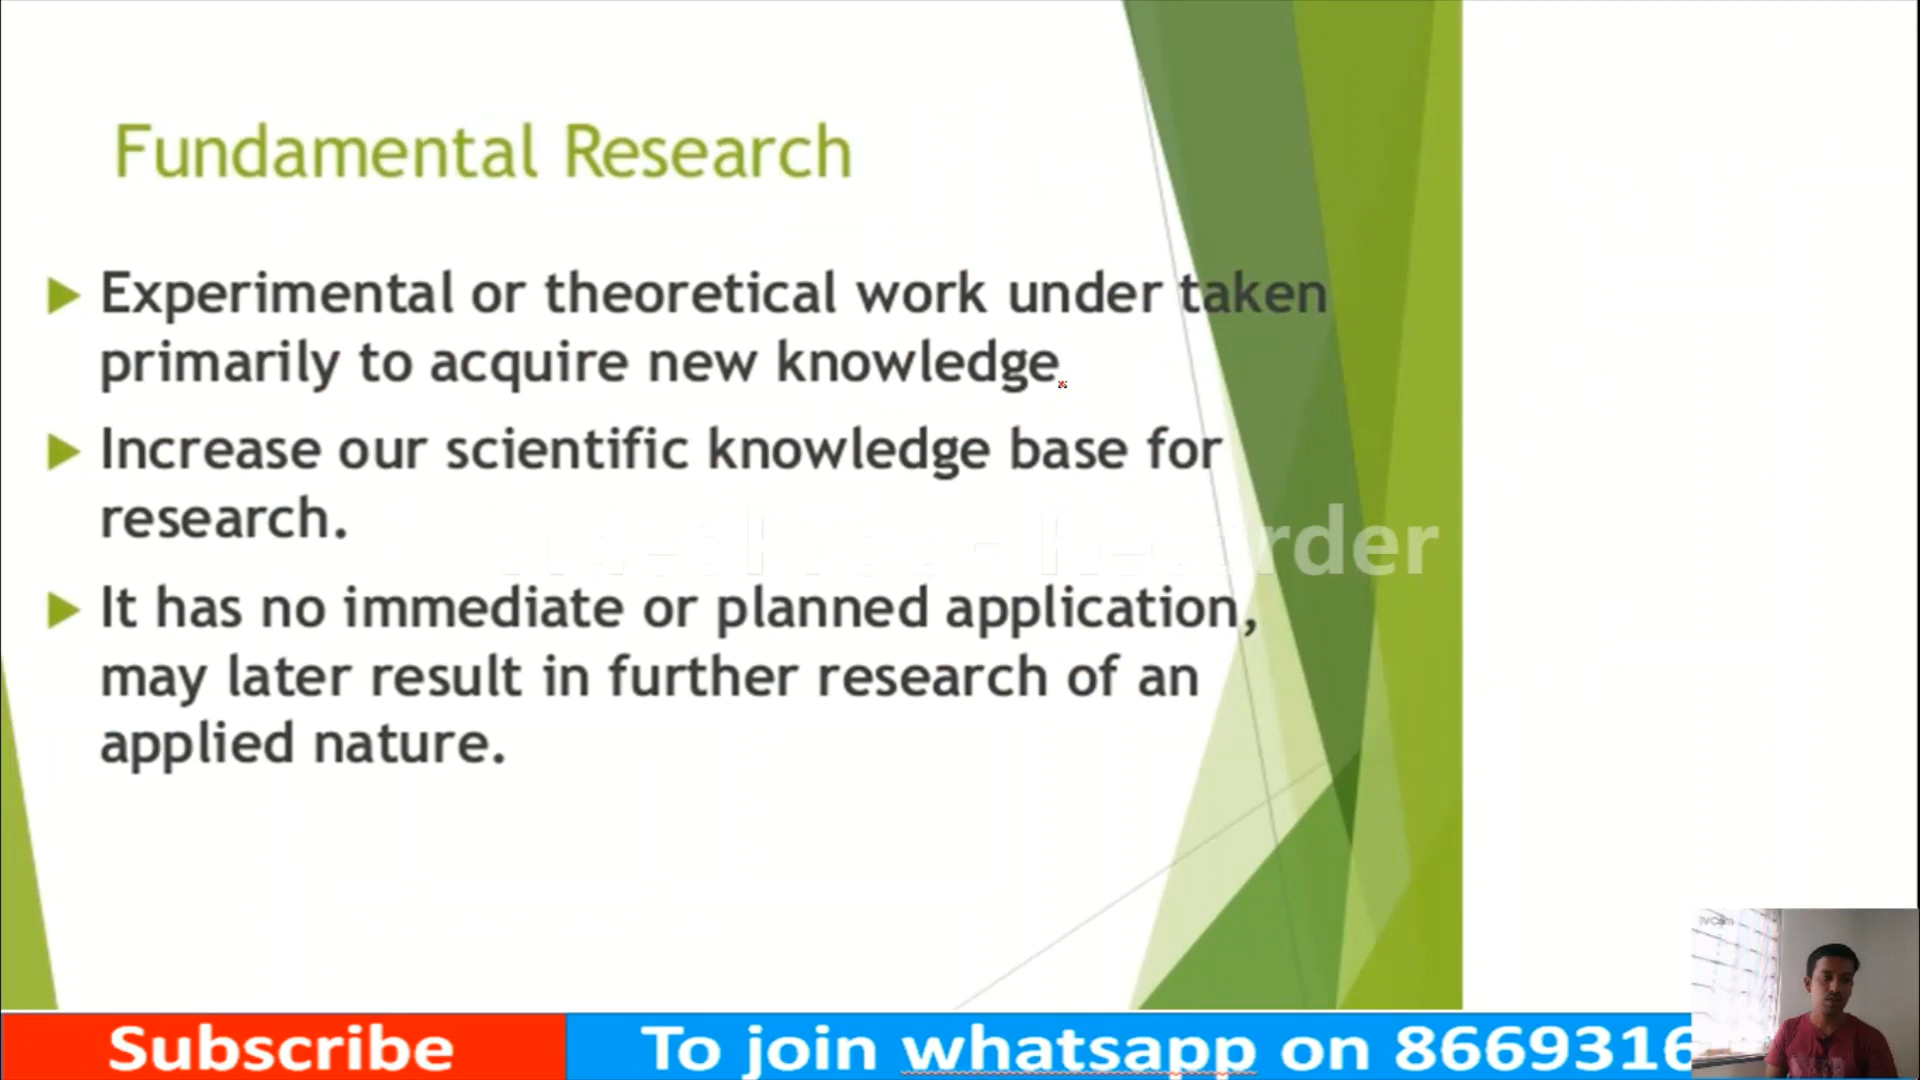 Fundamental Research
Experimental or theoretical work under taken
primarily to acquire new knowledge.
Increase our scientific knowledge base for
research.
It has no immediate or planned application,
may later result in further research of an
applied nature.
Subscribe
To join whatsapp on 8669316